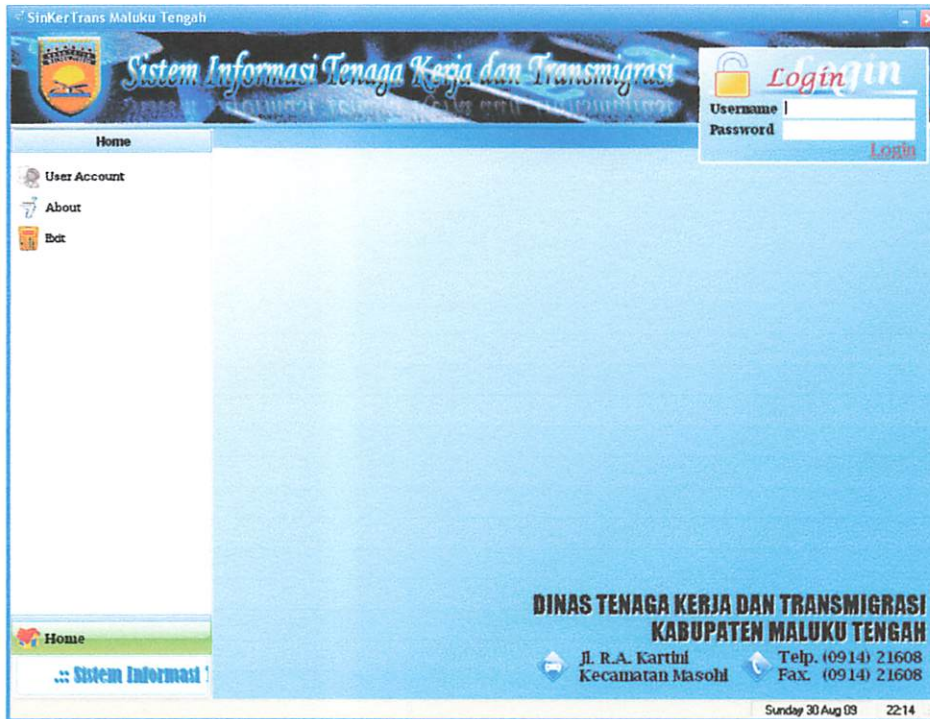 SinKerTrans Maluku Tengah
Sistem Informasi Tenaga Kerja dan Transmigrasi
Login
Username
Password
Login
Home
User Account
About
Exit
DINAS TENAGA KERJA DAN TRANSMIGRASI
KABUPATEN MALUKU TENGAH
Jl. R.A. Kartini
Kecamatan Masohi
Telp. (0914) 21608
Fax. (0914) 21608
Home
.:: Sistem Informasi
Sunday 30 Aug 09 22:14